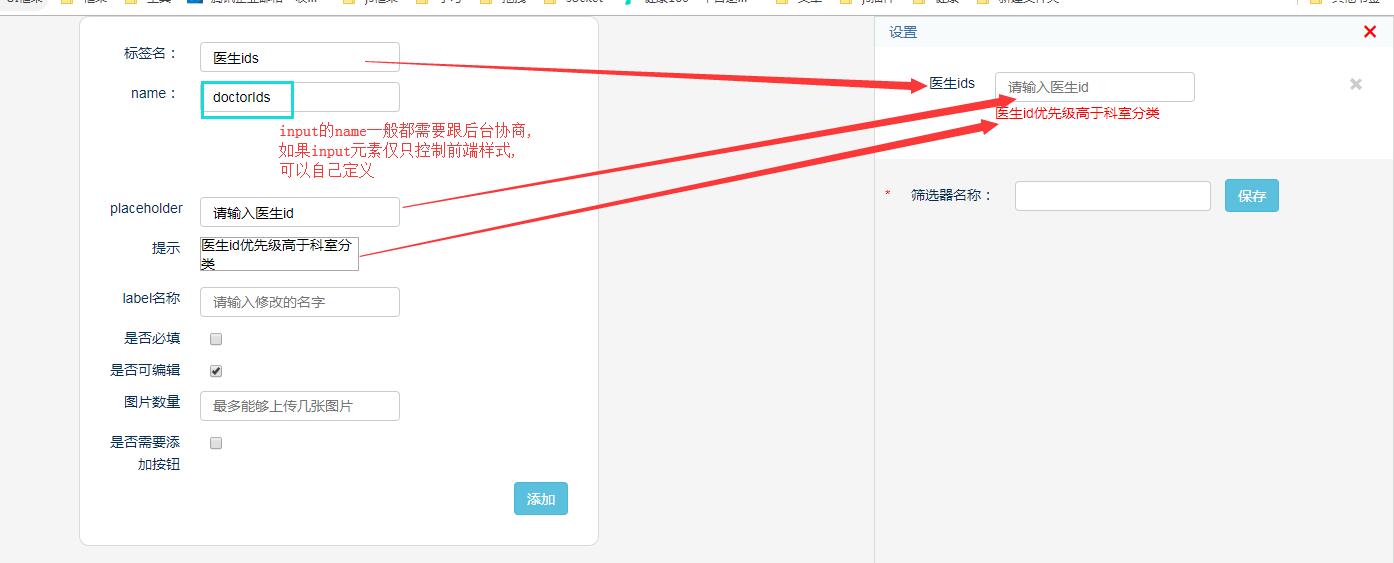 设置
标签名：
医生ids
name：
doctorIds
input的name一般都需要跟后台协商,
如果input元素仅只控制前端样式,
可以自己定义
placeholder
请输入医生id
提示
医生id优先级高于科室分
类
label名称
请输入修改的名字
是否必填
是否可编辑
图片数量
最多能够上传几张图片
是否需要添
加按钮
添加
医生ids
请输入医生id
医生id优先级高于科室分类
* 筛选器名称：
保存